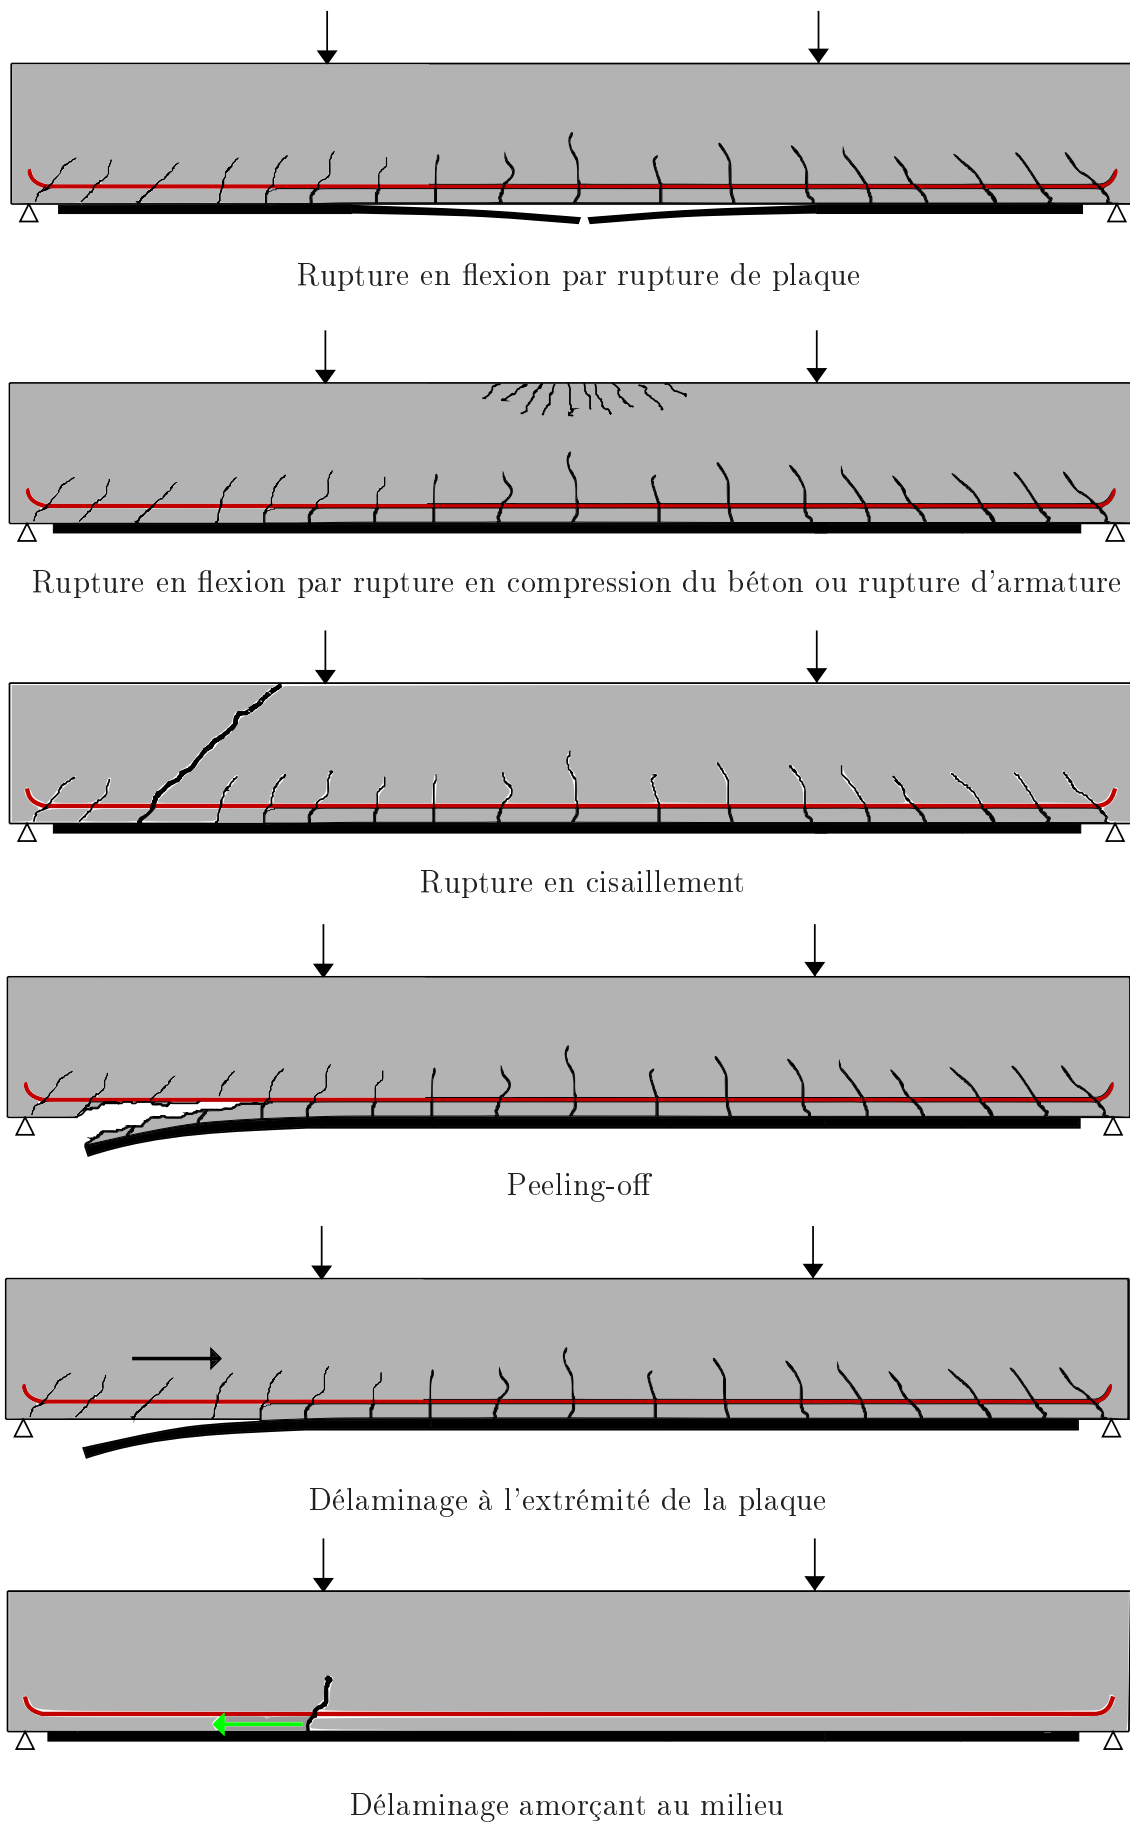 Rupture en flexion par rupture de plaque
Rupture en flexion par rupture en compression du béton ou rupture d'armature
Rupture en cisaillement
Peeling-off
Délaminage à l'extrémité de la plaque
Délaminage amorçant au milieu